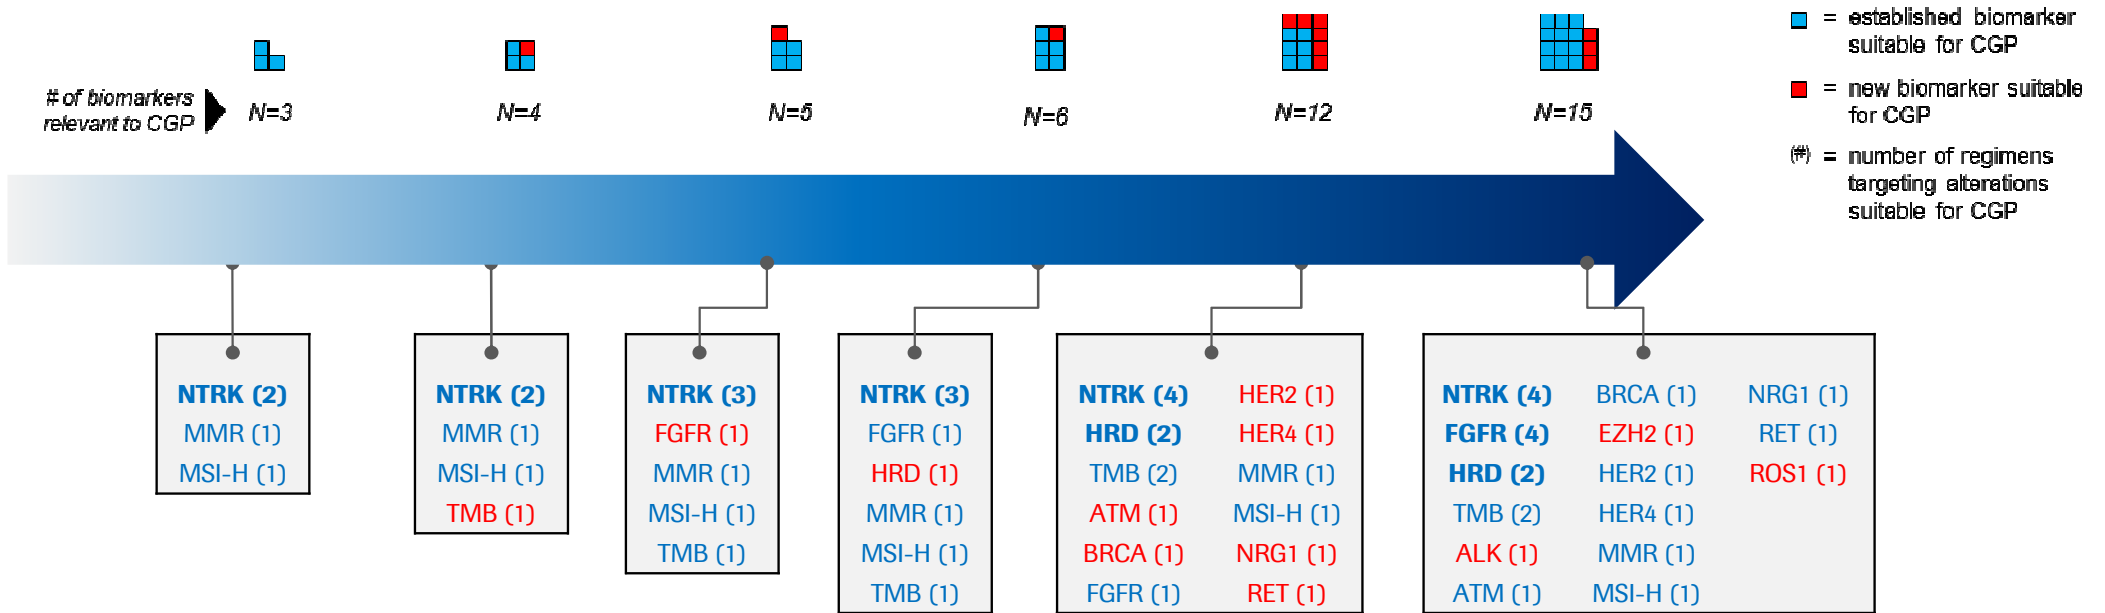 # of biomarkers
relevant to CGP
N=3
N=4
N=5
N=6
N=12
N=15
= established biomarker
suitable for CGP
= new biomarker suitable
for CGP
(#) = number of regimens
targeting alterations
suitable for CGP
NTRK (2)
MMR (1)
MSI-H (1)
NTRK (2)
MMR (1)
MSI-H (1)
TMB (1)
NTRK (3)
FGFR (1)
MMR (1)
MSI-H (1)
TMB (1)
NTRK (3)
FGFR (1)
HRD (1)
MMR (1)
MSI-H (1)
TMB (1)
NTRK (4)
HRD (2)
TMB (2)
ATM (1)
BRCA (1)
FGFR (1)
HER2 (1)
HER4 (1)
MMR (1)
MSI-H (1)
NRG1 (1)
RET (1)
NTRK (4)
FGFR (4)
HRD (2)
TMB (2)
ALK (1)
ATM (1)
BRCA (1)
EZH2 (1)
HER2 (1)
HER4 (1)
MMR (1)
MSI-H (1)
NRG1 (1)
RET (1)
ROS1 (1)